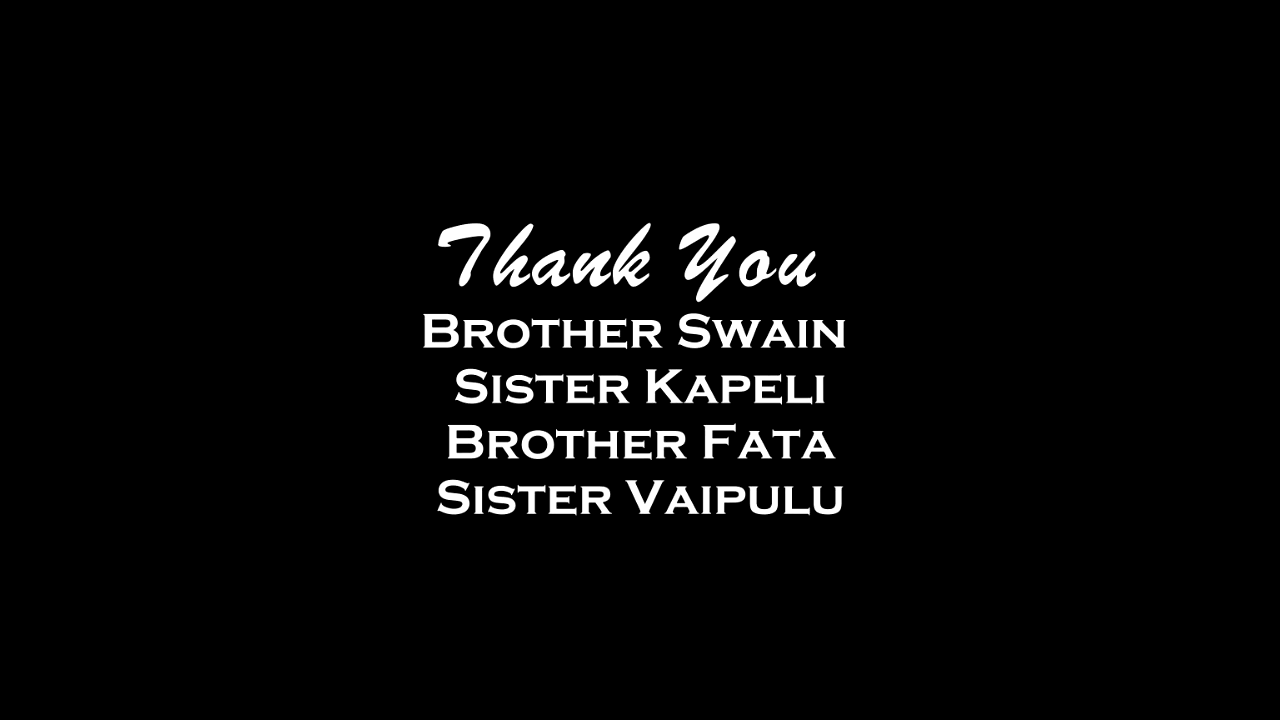 Thank You
Brother Swain
Sister Kapeli
Brother Fata
Sister Vaipulu